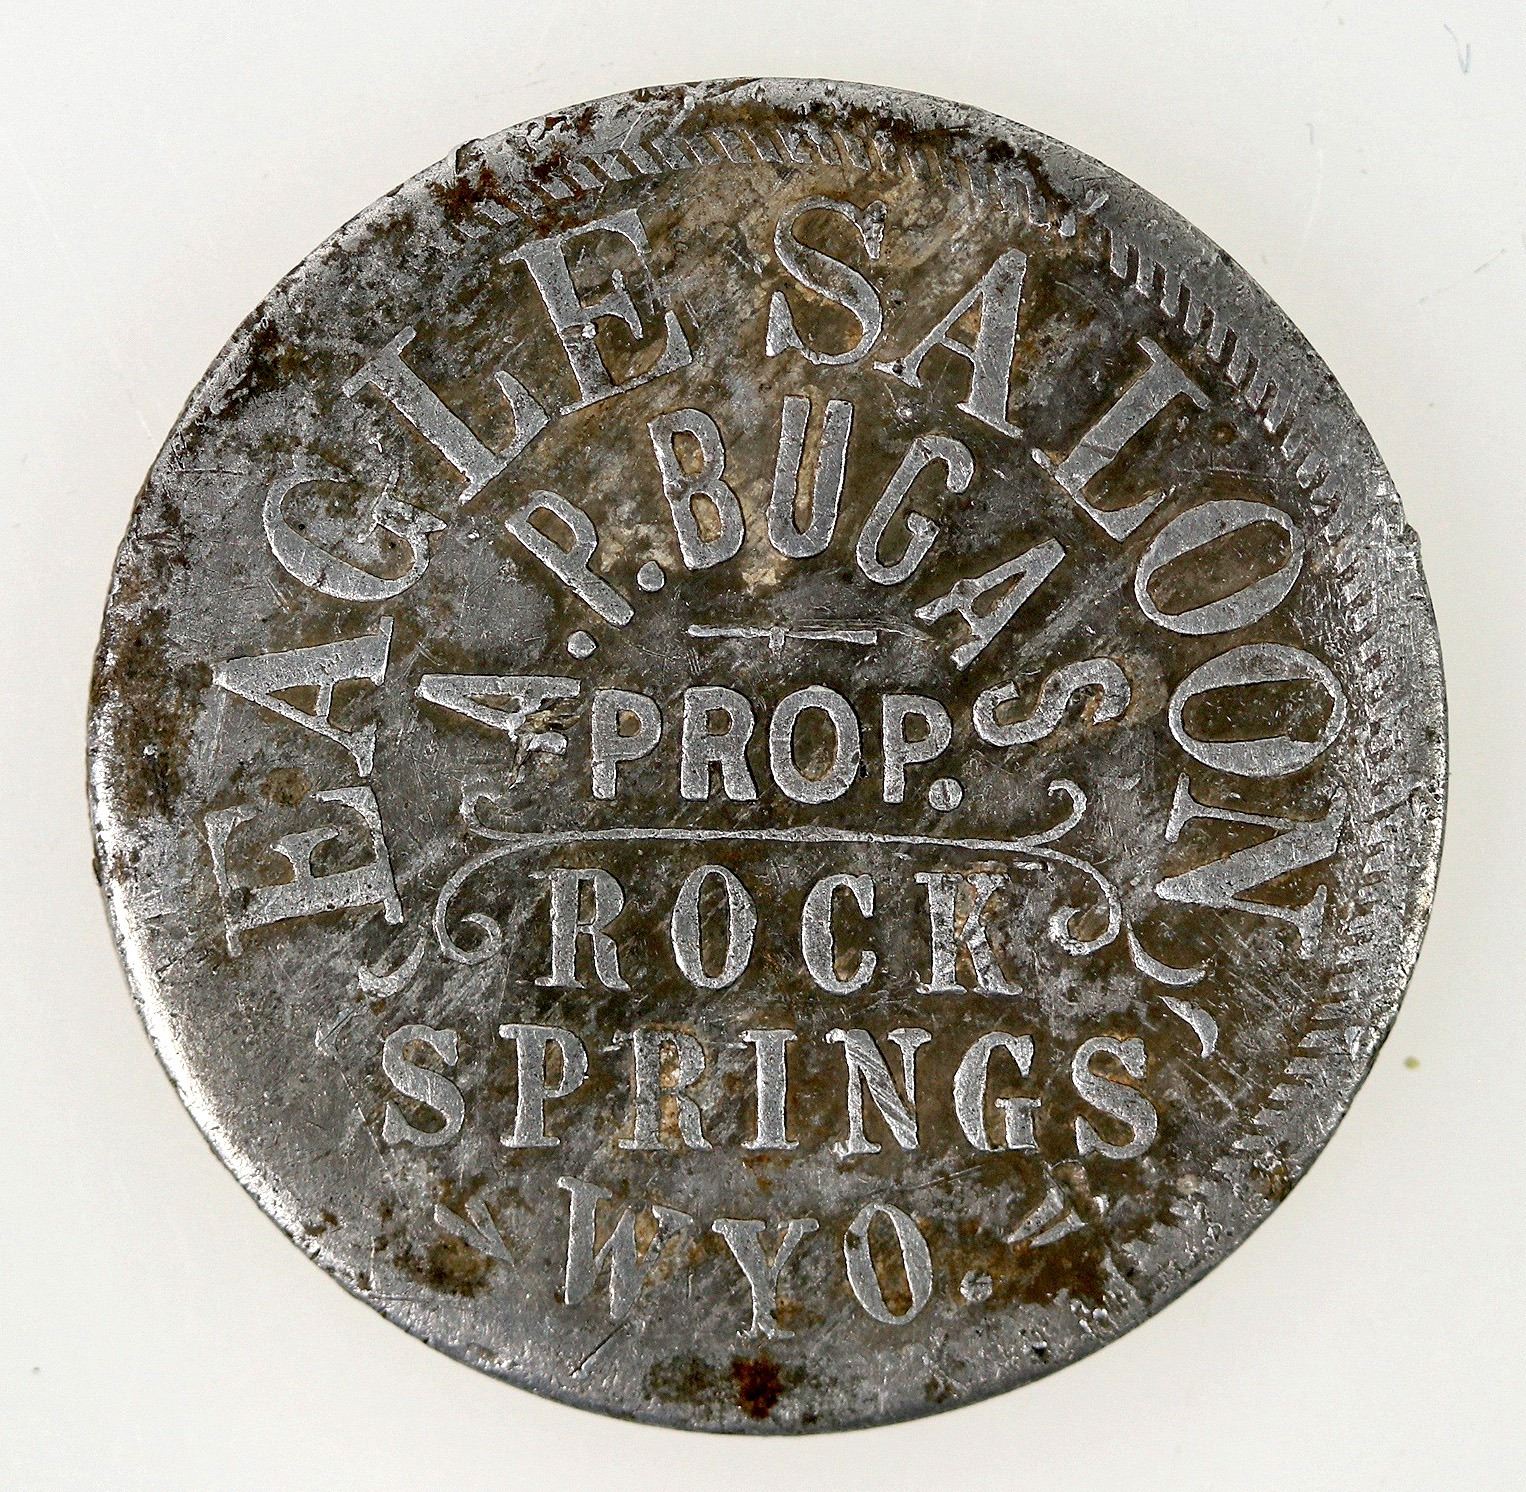 EAGLE SALOON
A. P. BUGAS
PROP.
ROCK
SPRINGS
WYO.